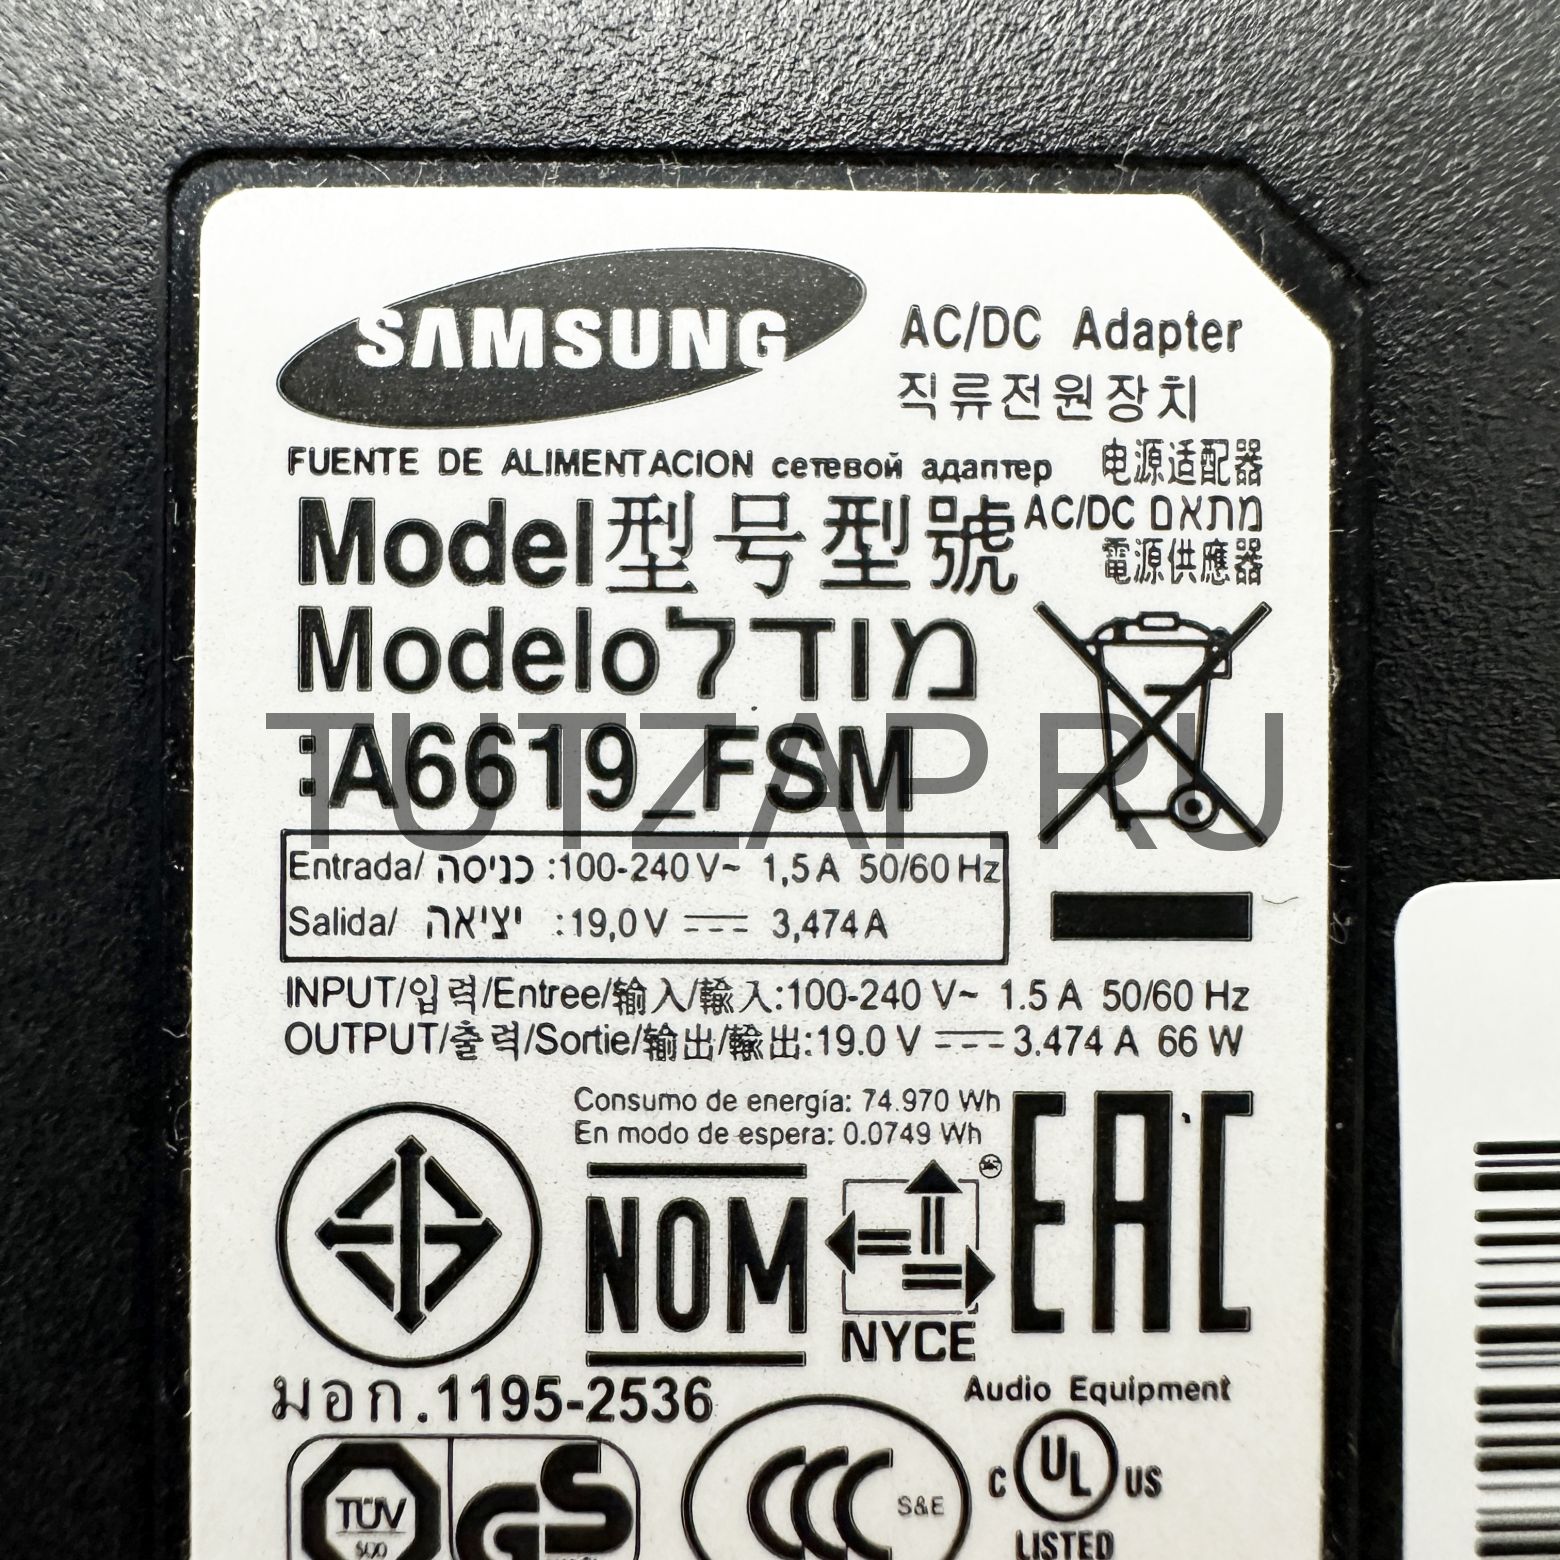 SAMSUNG
AC/DC Adapter
직류전원장치
FUENTE DE ALIMENTACION сетевой адаптер 电源适配器
Model型号型號 AC/DC מתאם
電源供應器
Modelo מודל
:A6619_FSM
TUTZAP.RU
Entrada/ כניסה :100-240 V~ 1,5 A 50/60 Hz
Salida/ יציאה :19,0 V ⎓ 3,474 A
INPUT/입력/Entree/输入/輸入:100-240 V~ 1.5 A 50/60 Hz
OUTPUT/출력/Sortie/输出/輸出:19.0 V ⎓ 3.474 A 66 W
Consumo de energía: 74.970 Wh
En modo de espera: 0.0749 Wh
NOM
NYCE
EAC
มอก.1195-2536
Audio Equipment
TÜV
GS
CCC
S&E
C UL US
LISTED